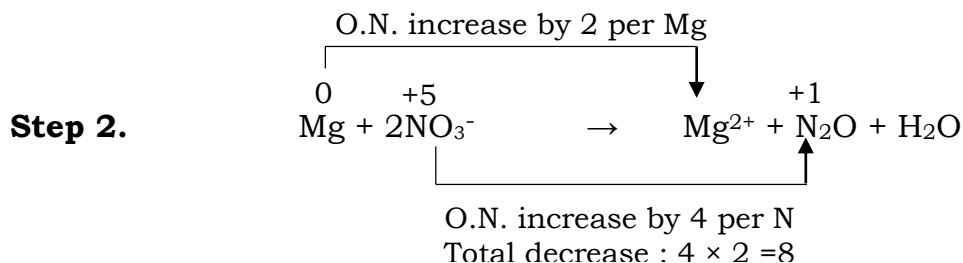 O.N. increase by 2 per Mg
0 +5 +1
Step 2. Mg + 2NO₃⁻ → Mg²⁺ + N₂O + H₂O
O.N. increase by 4 per N
Total decrease : 4 × 2 =8